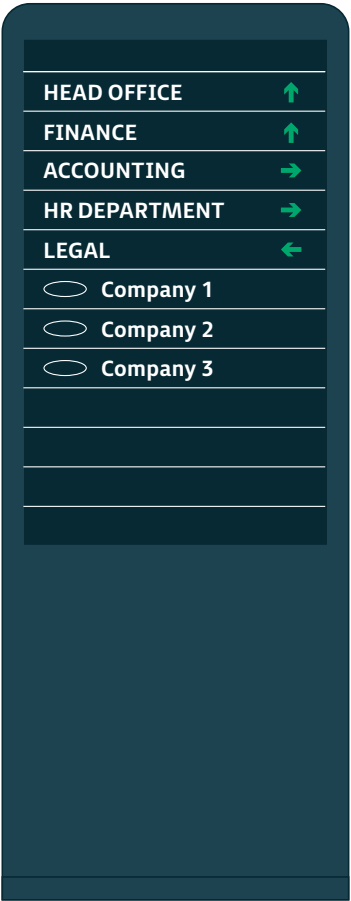 HEAD OFFICE ↑
FINANCE ↑
ACCOUNTING →
HR DEPARTMENT →
LEGAL ←
Company 1
Company 2
Company 3